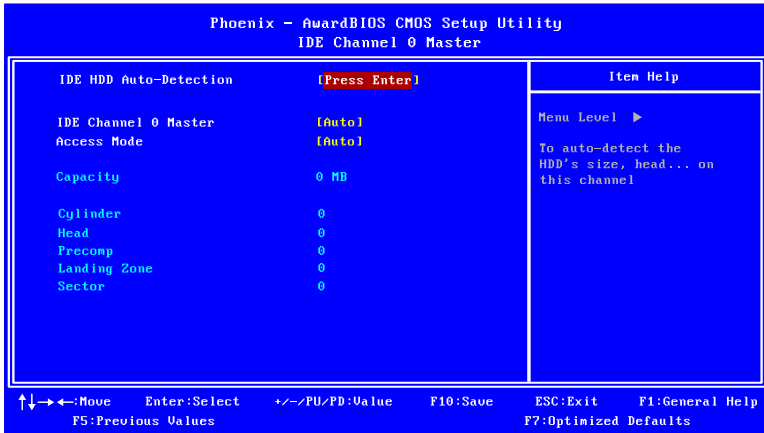 Phoenix - AwardBIOS CMOS Setup Utility
IDE Channel 0 Master
IDE HDD Auto-Detection [Press Enter]
Item Help
IDE Channel 0 Master [Auto]
Access Mode [Auto]
Capacity 0 MB
Cylinder 0
Head 0
Precomp 0
Landing Zone 0
Sector 0
Menu Level ▶
To auto-detect the
HDD's size, head... on
this channel
↑↓→←:Move Enter:Select +/-/PU/PD:Value F10:Save ESC:Exit F1:General Help
F5:Previous Values F7:Optimized Defaults